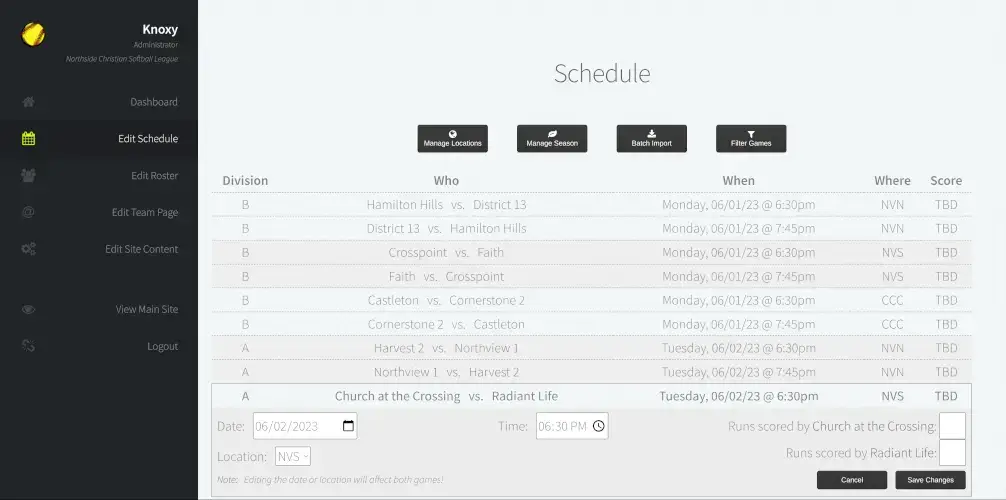 Knoxy
Administrator
Northside Christian Softball League
Dashboard
Edit Schedule
Edit Roster
@ Edit Team Page
Edit Site Content
View Main Site
Logout
Schedule
Manage Locations Manage Season Batch Import Filter Games
Division Who When Where Score
B Hamilton Hills vs. District 13 Monday, 06/01/23 @ 6:30pm NVN TBD
B District 13 vs. Hamilton Hills Monday, 06/01/23 @ 7:45pm NVN TBD
B Crosspoint vs. Faith Monday, 06/01/23 @ 6:30pm NVS TBD
B Faith vs. Crosspoint Monday, 06/01/23 @ 7:45pm NVS TBD
B Castleton vs. Cornerstone 2 Monday, 06/01/23 @ 6:30pm CCC TBD
B Cornerstone 2 vs. Castleton Monday, 06/01/23 @ 7:45pm CCC TBD
A Harvest 2 vs. Northview 1 Tuesday, 06/02/23 @ 6:30pm NVN TBD
A Northview 1 vs. Harvest 2 Tuesday, 06/02/23 @ 7:45pm NVN TBD
A Church at the Crossing vs. Radiant Life Tuesday, 06/02/23 @ 6:30pm NVS TBD
Date: 06/02/2023 Time: 06:30 PM Runs scored by Church at the Crossing:
Location: NVS Runs scored by Radiant Life:
Note: Editing the date or location will affect both games! Cancel Save Changes